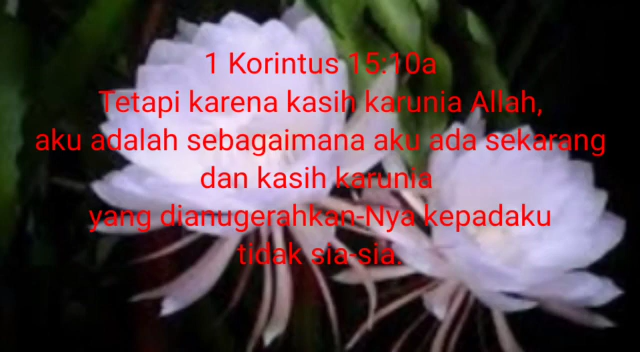 1 Korintus 15:10a
Tetapi karena kasih karunia Allah,
aku adalah sebagaimana aku ada sekarang
dan kasih karunia
yang dianugerahkan-Nya kepadaku
tidak sia-sia.